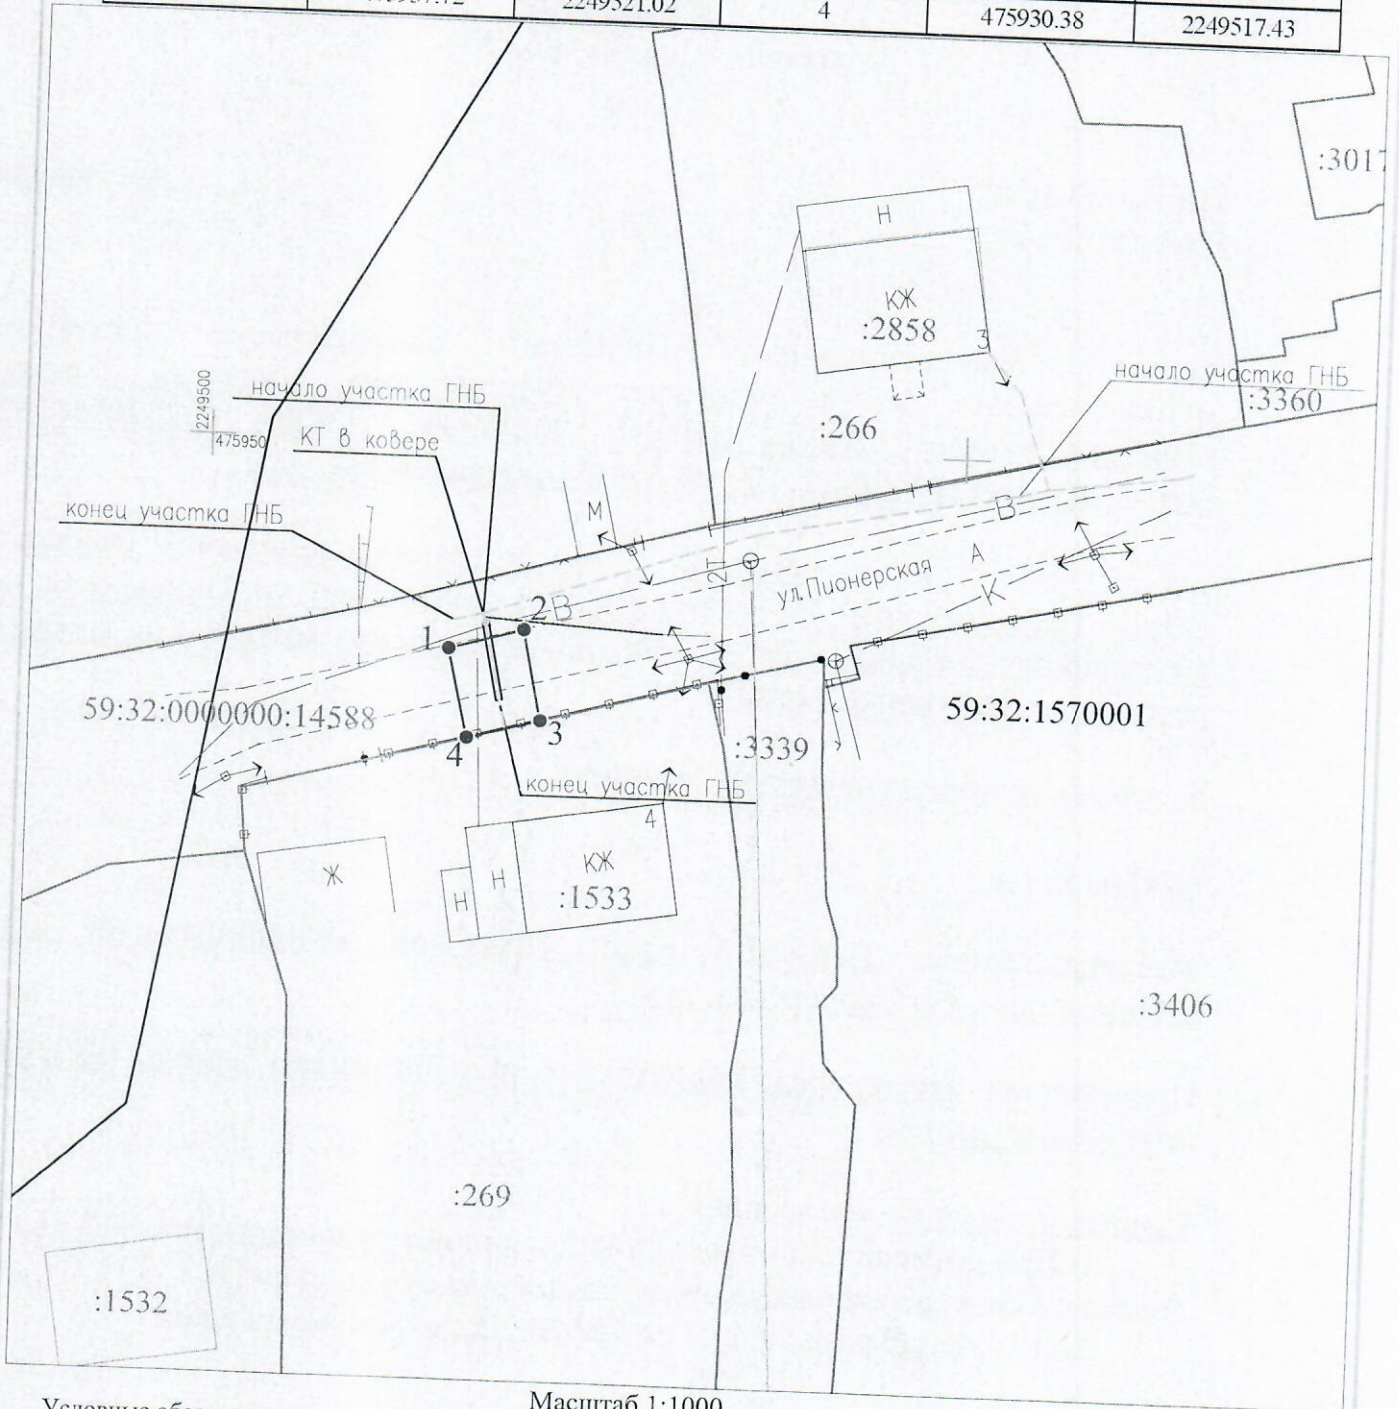 2249521.02
4
475930.38
2249517.43
:3017
Н
КЖ
:2858
3
2249500
475950
начало участка ГНБ
начало участка ГНБ
:3360
КТ в ковере
:266
конец участка ГНБ
М
В
2Т
ул.Пионерская
А
В
К
1
2
59:32:0000000:14588
59:32:1570001
4
3
:3339
конец участка ГНБ
4
Ж
Н
Н
КЖ
:1533
:3406
:269
:1532
Масштаб 1:1000